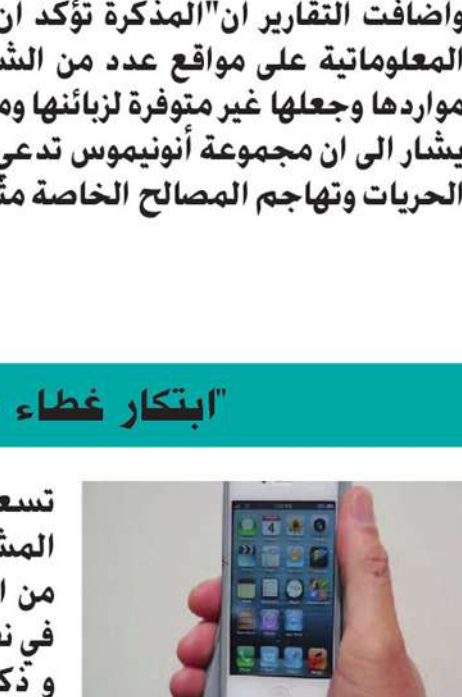 واضافت التقارير ان"المذكرة تؤكد ان
المعلوماتية على مواقع عدد من الش
مواردها وجعلها غير متوفرة لزبائنها وم
يشار الى ان مجموعة أنونيموس تدعي
الحريات وتهاجم المصالح الخاصة مث
"ابتكار غطاء
تسع
المش
من ا
في نف
و ذك